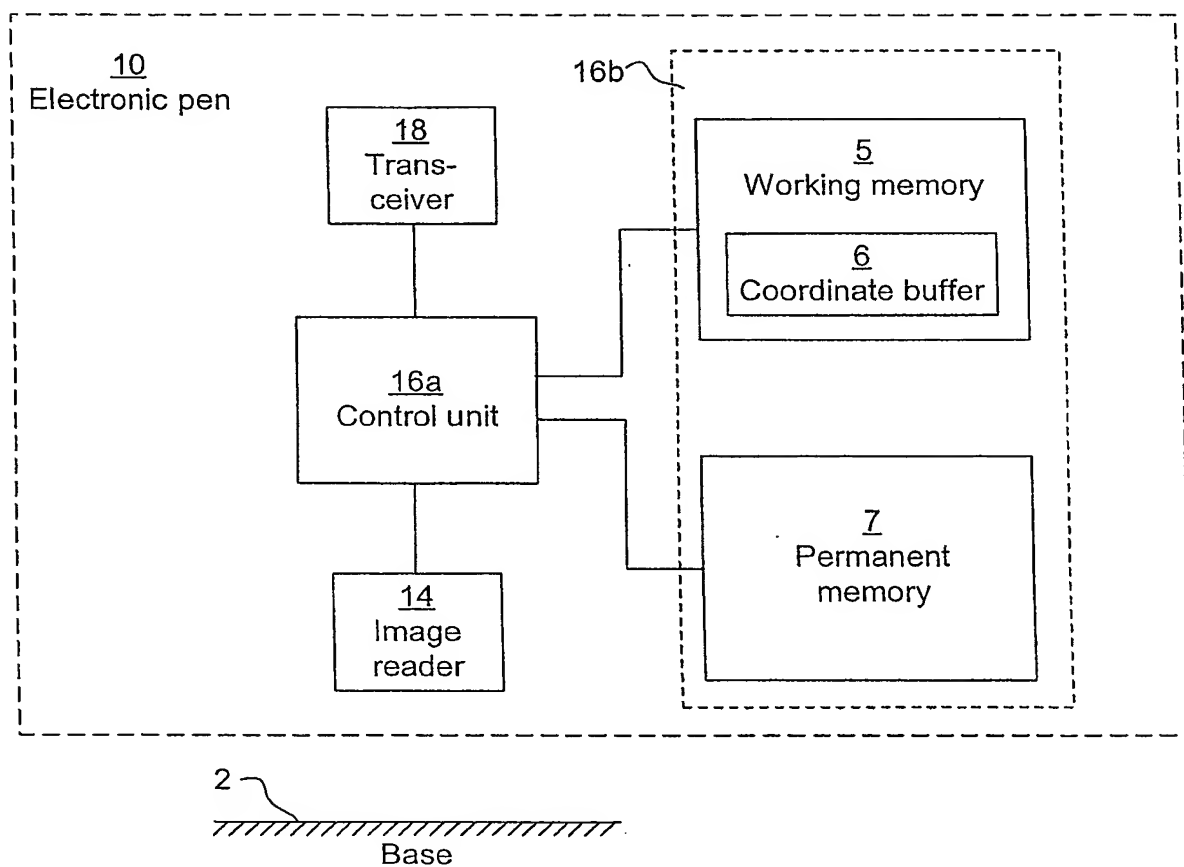 10
Electronic pen
16b
18
Trans-
ceiver
5
Working memory
6
Coordinate buffer
16a
Control unit
7
Permanent
memory
14
Image
reader
2
Base